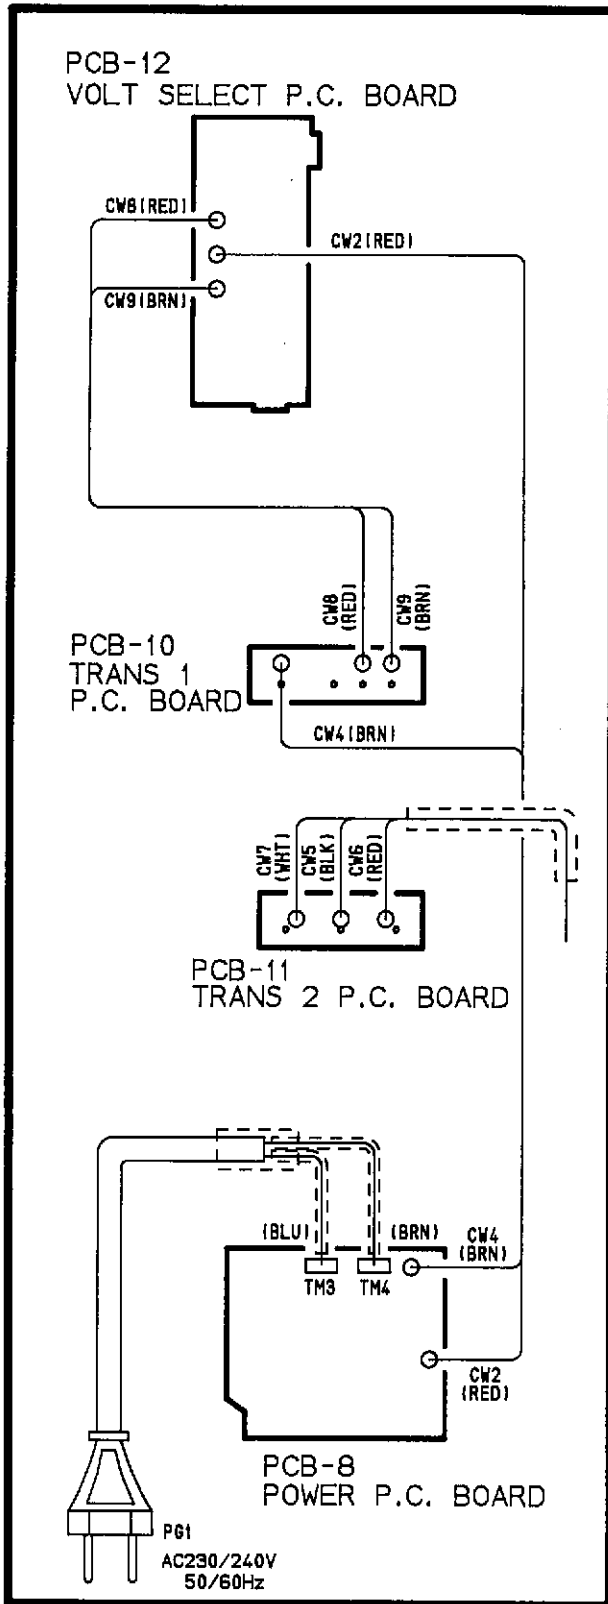 PCB-12
VOLT SELECT P.C. BOARD
CW8(RED)
CW2(RED)
CW9(BRN)
CW8
(RED)
CW9
(BRN)
PCB-10
TRANS 1
P.C. BOARD
CW4(BRN)
CW7
(WHT)
CW5
(BLK)
CW6
(RED)
PCB-11
TRANS 2 P.C. BOARD
(BLU)
(BRN)
CW4
(BRN)
TM3
TM4
CW2
(RED)
PCB-8
POWER P.C. BOARD
PG1
AC230/240V
50/60Hz